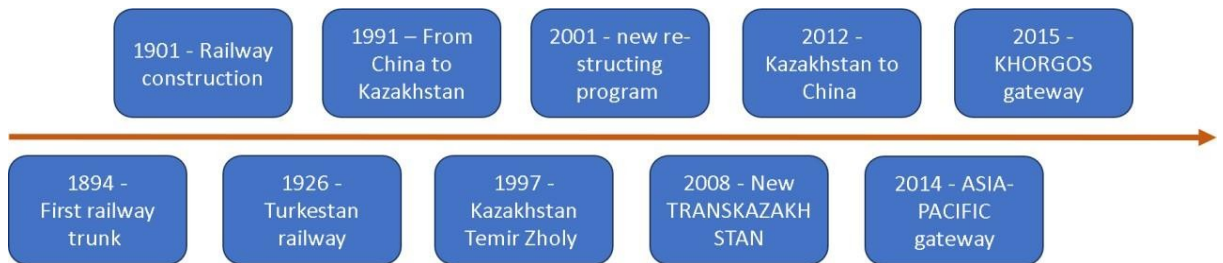 1901 - Railway
construction
1991 – From
China to
Kazakhstan
2001 - new re-
structing
program
2012 -
Kazakhstan to
China
2015 -
KHORGOS
gateway
1894 -
First railway
trunk
1926 -
Turkestan
railway
1997 -
Kazakhstan
Temir Zholy
2008 - New
TRANSKAZAKH
STAN
2014 - ASIA-
PACIFIC
gateway